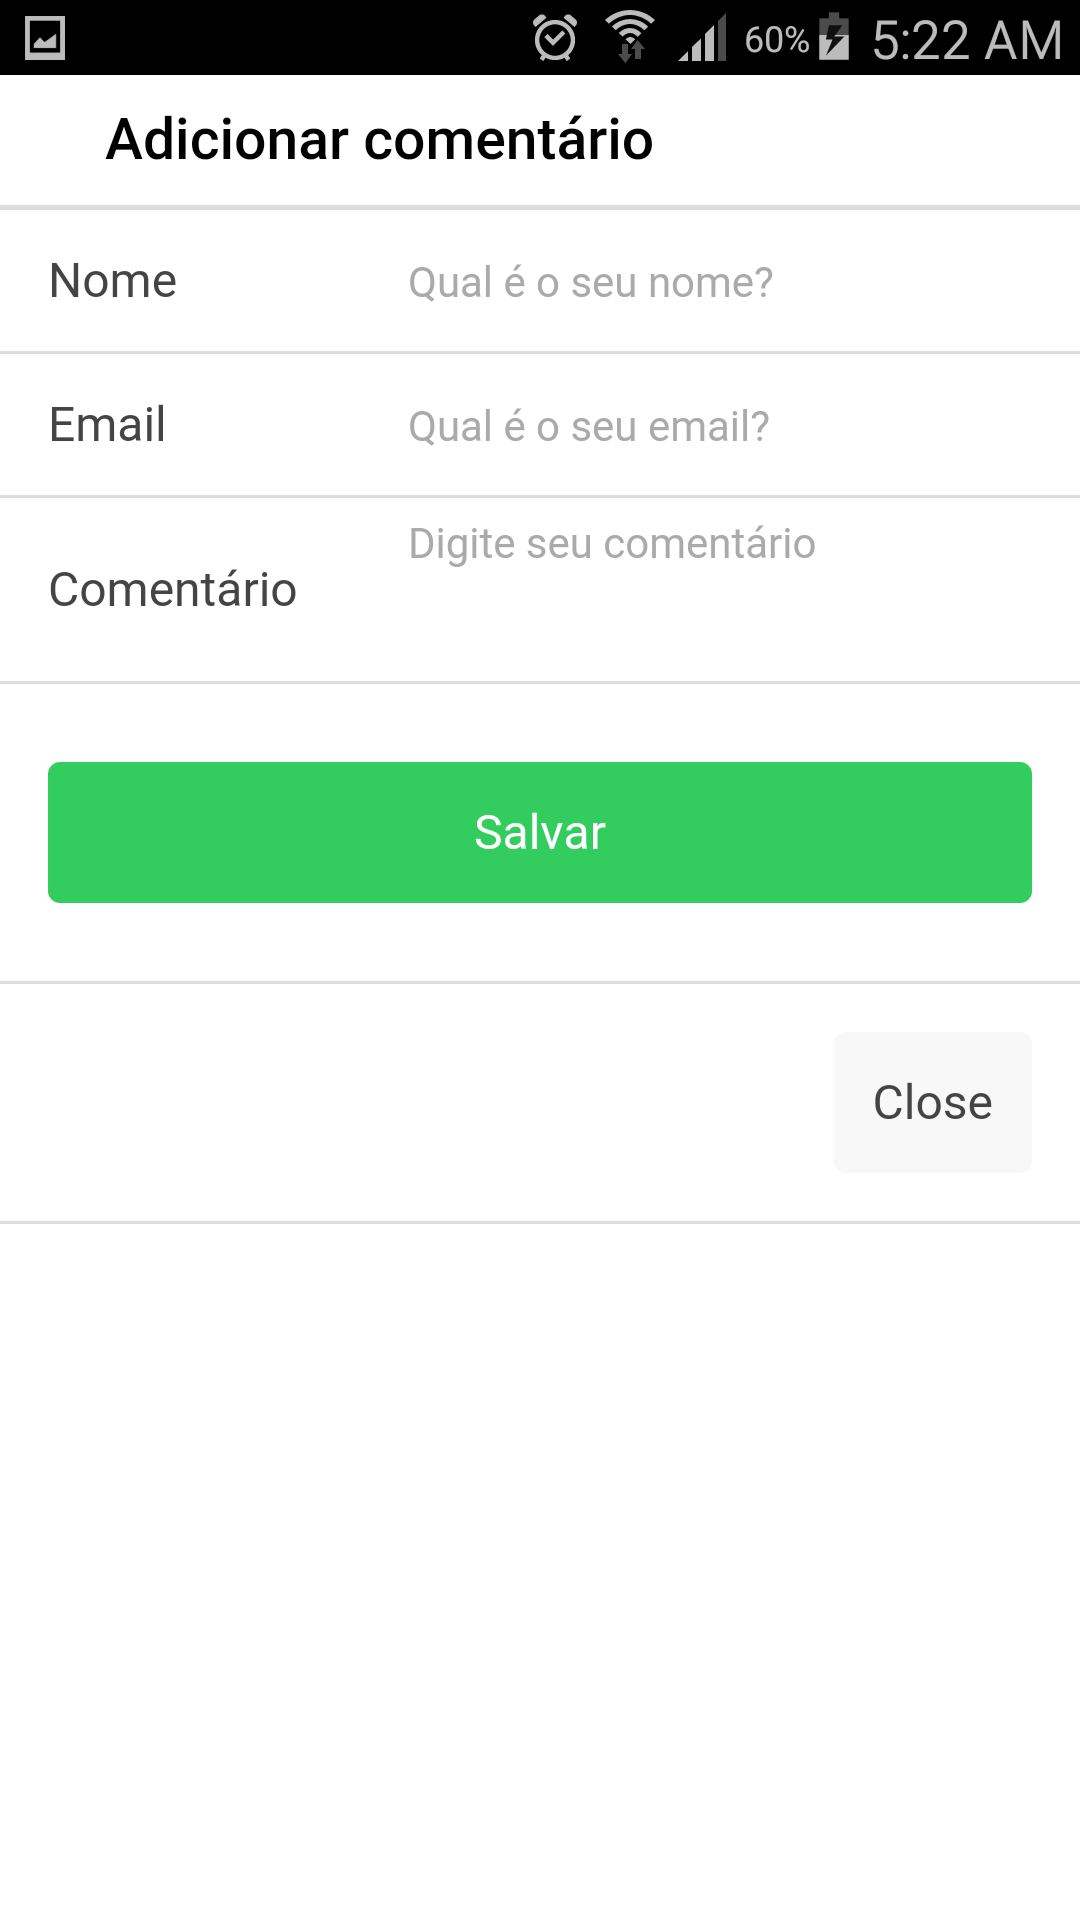 60% 5:22 AM
Adicionar comentário
Nome Qual é o seu nome?
Email Qual é o seu email?
Digite seu comentário
Comentário
Salvar
Close